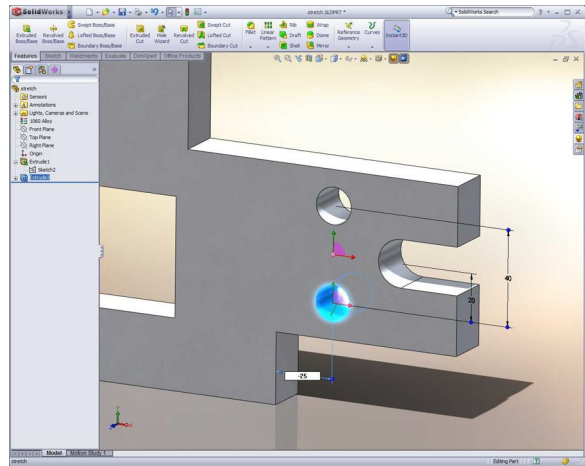 SolidWorks
stretch.SLDPRT *
SolidWorks Search
Extruded Boss/Base
Revolved Boss/Base
Swept Boss/Base
Lofted Boss/Base
Boundary Boss/Base
Extruded Cut
Hole Wizard
Revolved Cut
Swept Cut
Lofted Cut
Boundary Cut
Fillet
Linear Pattern
Rib
Draft
Shell
Wrap
Dome
Mirror
Reference Geometry
Curves
Instant3D
Features Sketch Weldments Evaluate DimXpert Office Products
stretch
Sensors
Annotations
Lights, Cameras and Scene
1060 Alloy
Front Plane
Top Plane
Right Plane
Origin
Extrude1
Sketch2
40
20
-25
Model Motion Study 1
stretch
Editing Part